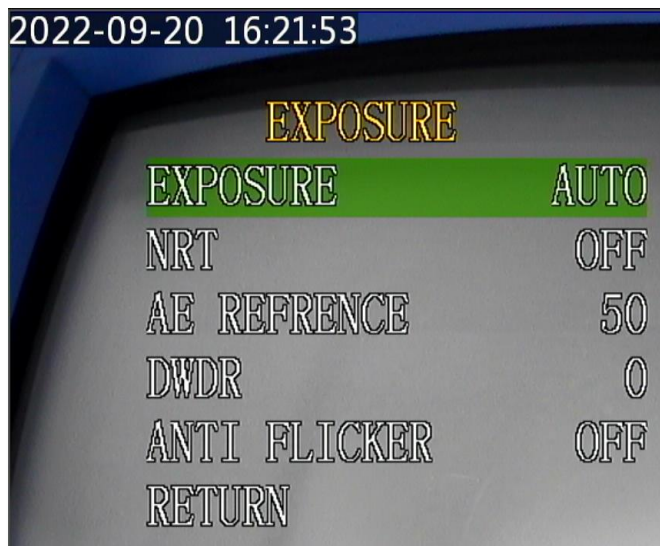 2022-09-20 16:21:53
EXPOSURE
EXPOSURE AUTO
NRT OFF
AE REFRENCE 50
DWDR 0
ANTI FLICKER OFF
RETURN